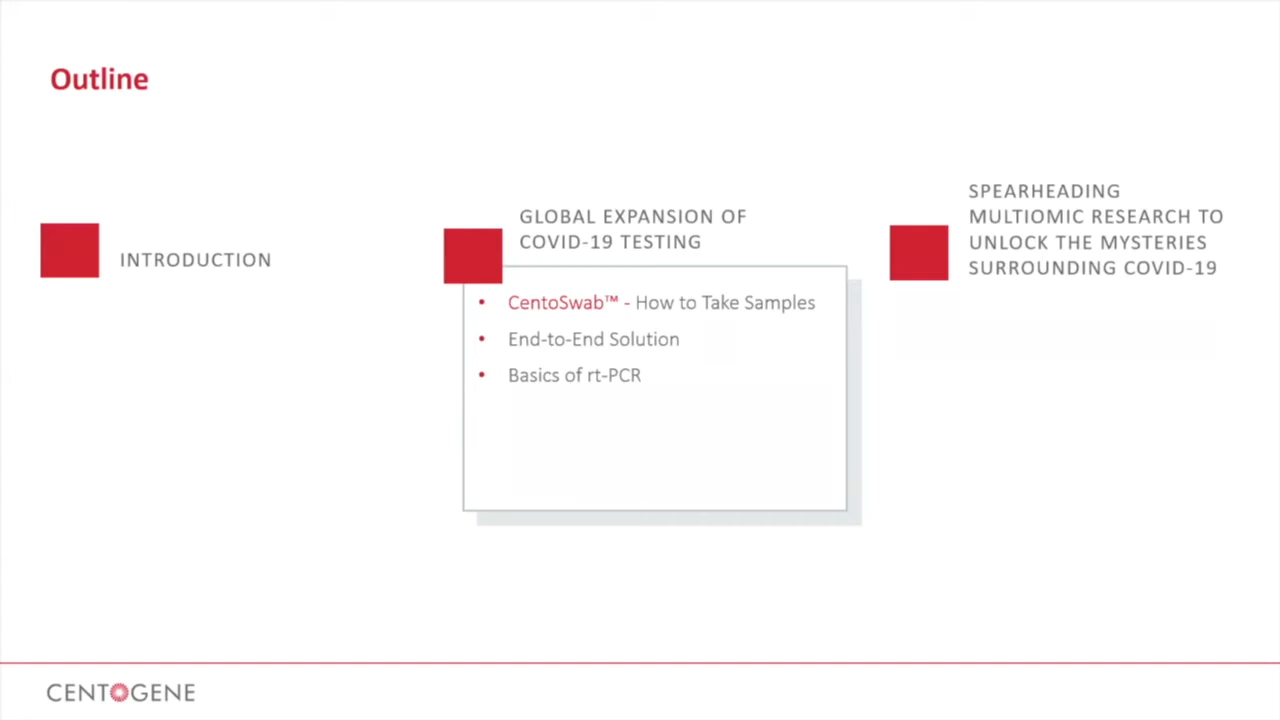 Outline
INTRODUCTION
GLOBAL EXPANSION OF
COVID-19 TESTING
• CentoSwab™ - How to Take Samples
• End-to-End Solution
• Basics of rt-PCR
SPEARHEADING
MULTIOMIC RESEARCH TO
UNLOCK THE MYSTERIES
SURROUNDING COVID-19
CENTOGENE